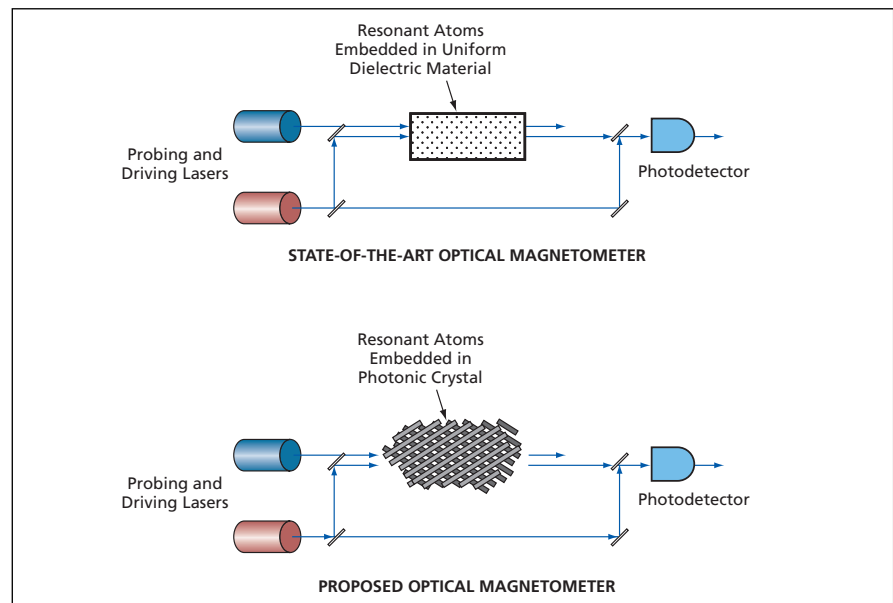 Resonant Atoms
Embedded in Uniform
Dielectric Material
Probing and
Driving Lasers
Photodetector
STATE-OF-THE-ART OPTICAL MAGNETOMETER
Resonant Atoms
Embedded in
Photonic Crystal
Probing and
Driving Lasers
Photodetector
PROPOSED OPTICAL MAGNETOMETER